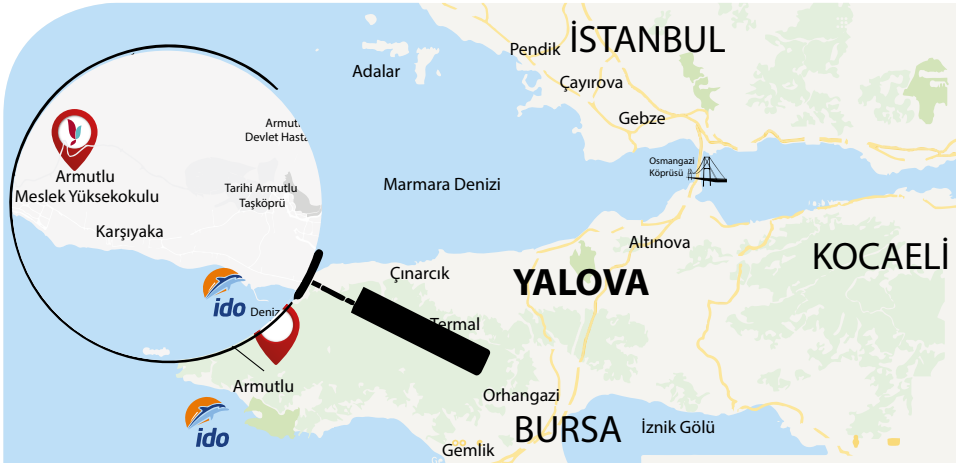 İSTANBUL
Pendik
Adalar
Çayırova
Gebze
Armutlu
Devlet Hasta
Osmangazi
Köprüsü
Armutlu
Meslek Yüksekokulu
Tarihi Armutlu
Taşköprü
Marmara Denizi
Karşıyaka
Altınova
KOCAELİ
Çınarcık
YALOVA
ido
Deniz
Termal
Armutlu
Orhangazi
ido
BURSA
İznik Gölü
Gemlik